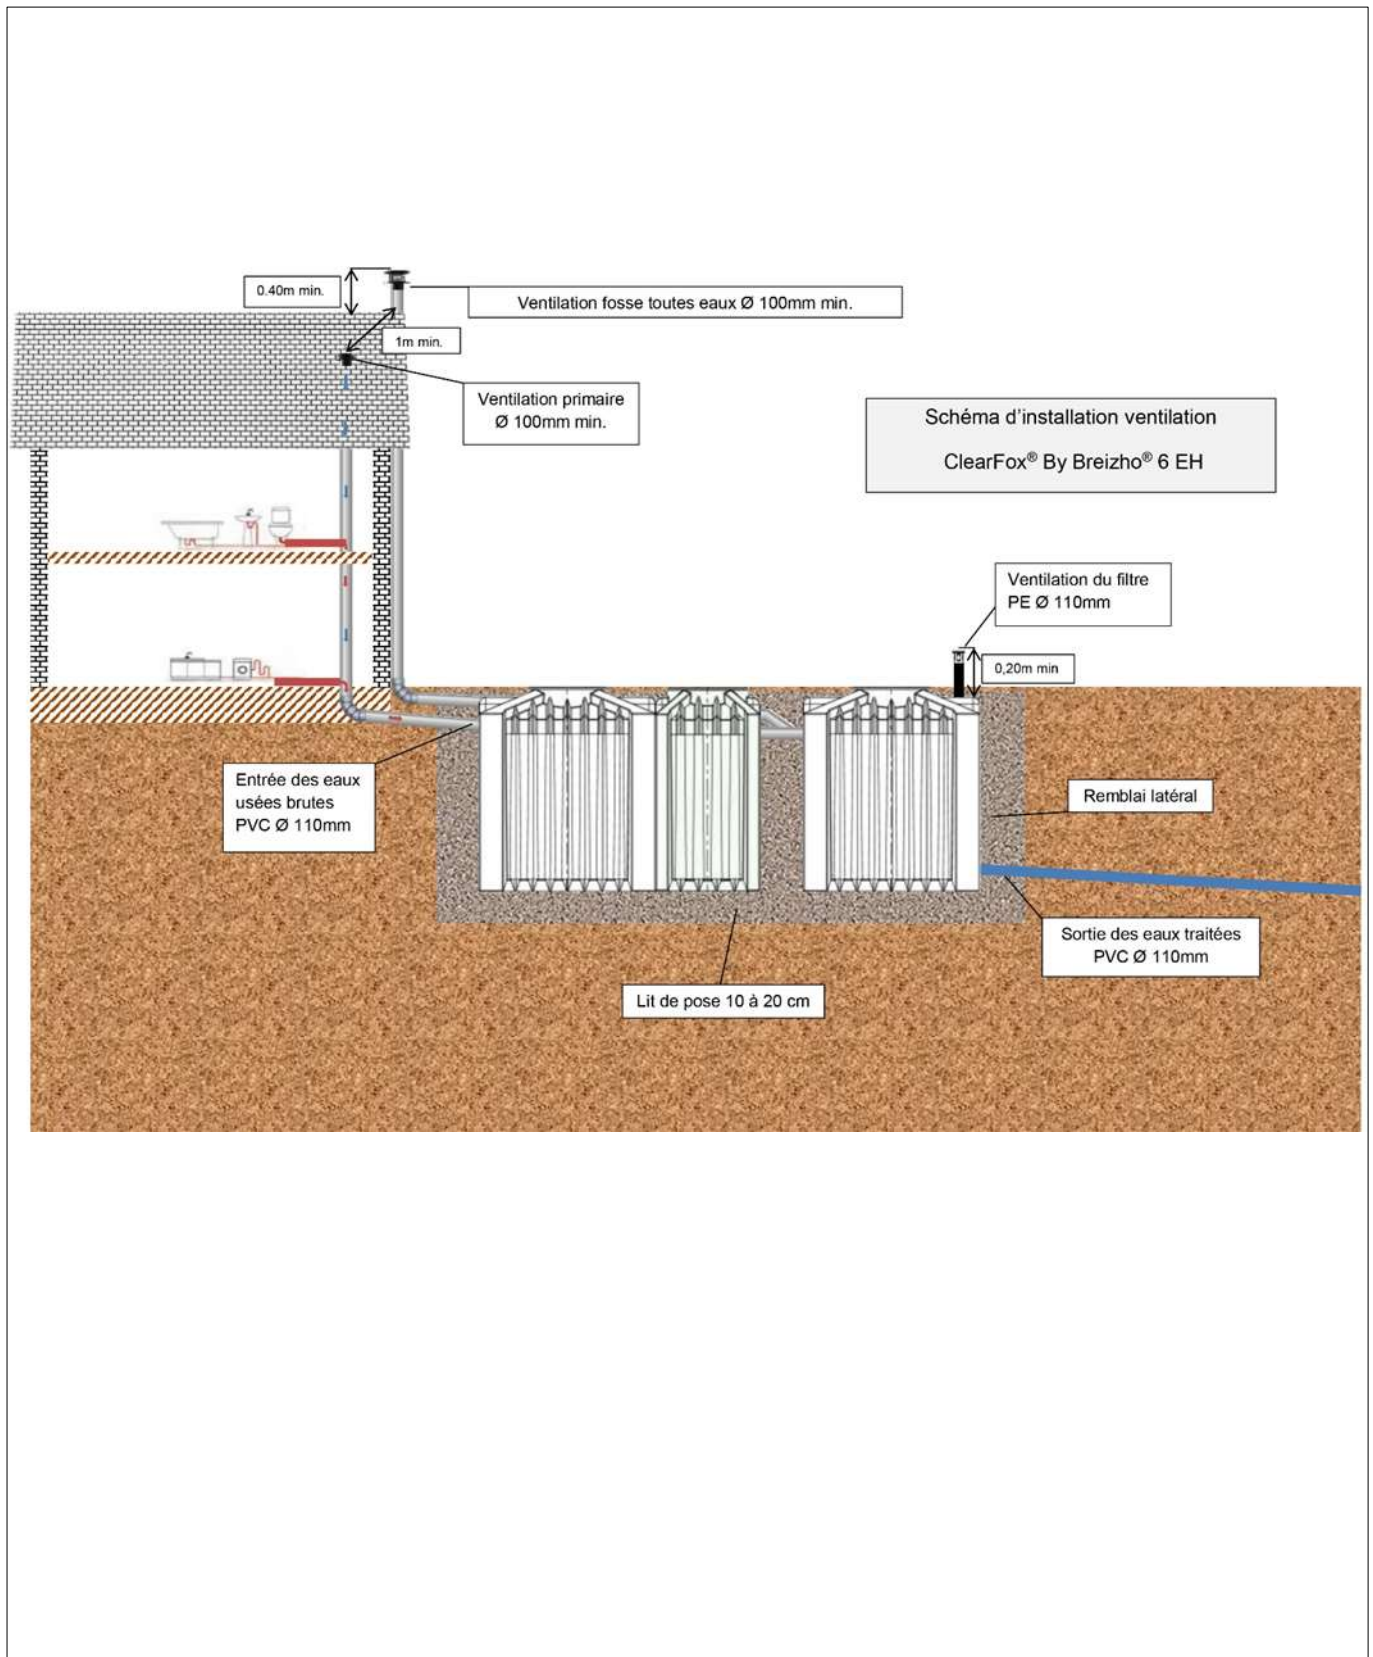 0.40m min.
Ventilation fosse toutes eaux Ø 100mm min.
1m min.
Ventilation primaire
Ø 100mm min.
Schéma d'installation ventilation
ClearFox® By Breizho® 6 EH
Ventilation du filtre
PE Ø 110mm
0,20m min
Entrée des eaux
usées brutes
PVC Ø 110mm
Remblai latéral
Sortie des eaux traitées
PVC Ø 110mm
Lit de pose 10 à 20 cm